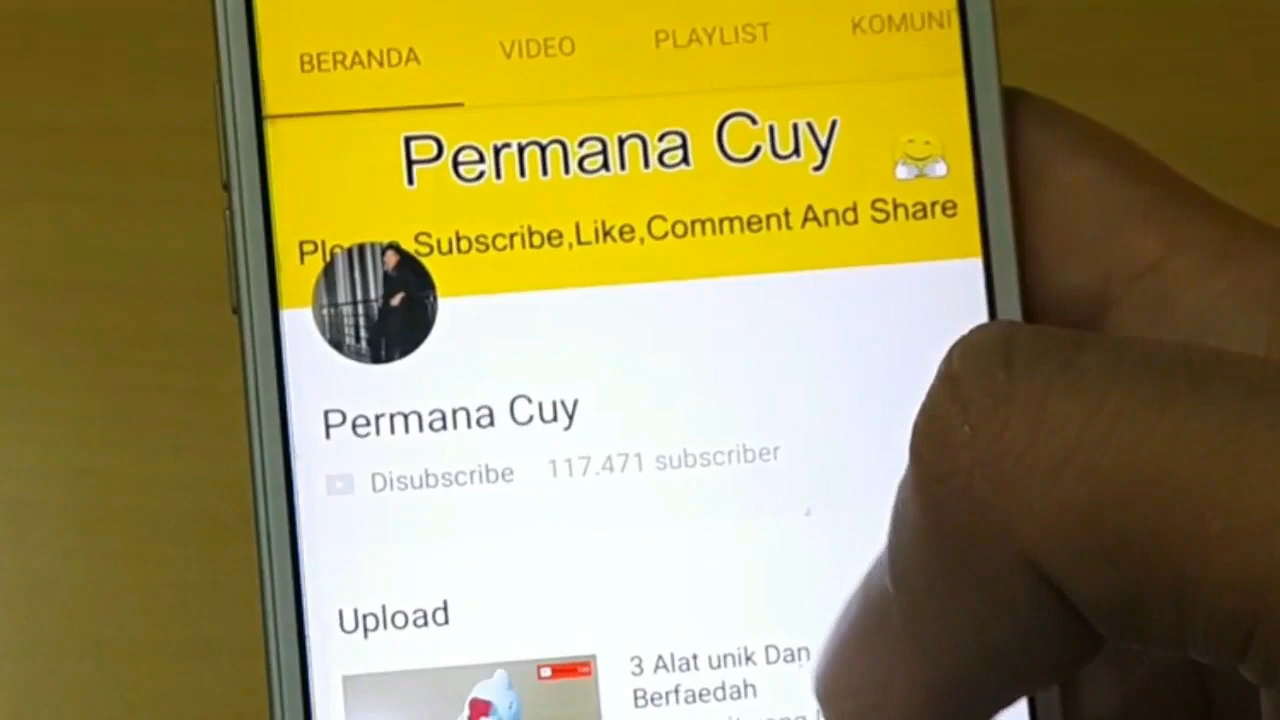 BERANDA VIDEO PLAYLIST KOMUNI
Permana Cuy
Subscribe,Like,Comment And Share
Permana Cuy
Disubscribe 117.471 subscriber
Upload
3 Alat unik Dan
Berfaedah